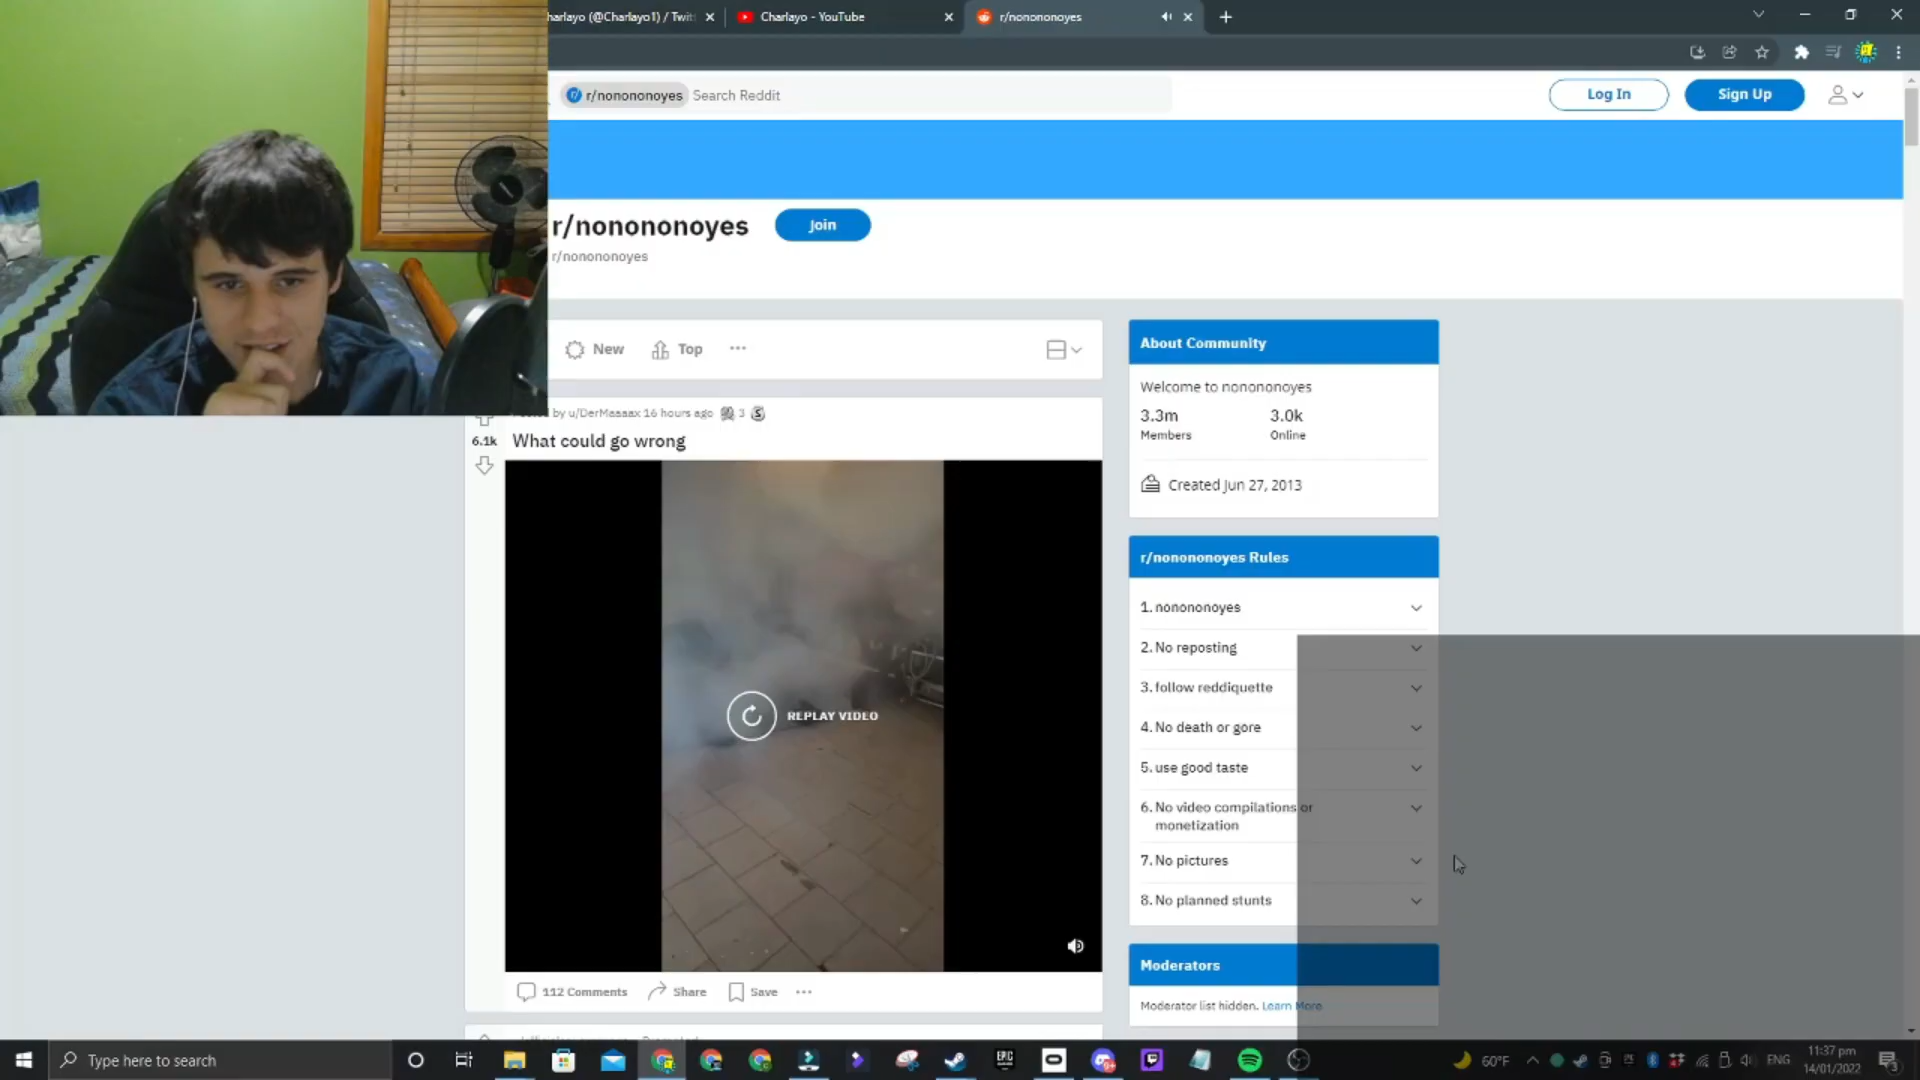 harlayo (@Charlayo1) / Twit
Charlayo - YouTube
r/nonononoyes
r/nonononoyes Search Reddit
Log In
Sign Up
r/nonononoyes
Join
r/nonononoyes
New
Top
by u/DerMaaaax 16 hours ago
3
6.1k
What could go wrong
REPLAY VIDEO
112 Comments
Share
Save
About Community
Welcome to nonononoyes
3.3m
3.0k
Members
Online
Created Jun 27, 2013
r/nonononoyes Rules
1. nonononoyes
2. No reposting
3. follow reddiquette
4. No death or gore
5. use good taste
6. No video compilations or
monetization
7. No pictures
8. No planned stunts
Moderators
Moderator list hidden. Learn More
Type here to search
EPIC
60°F
ENG
11:37 pm
14/01/2022